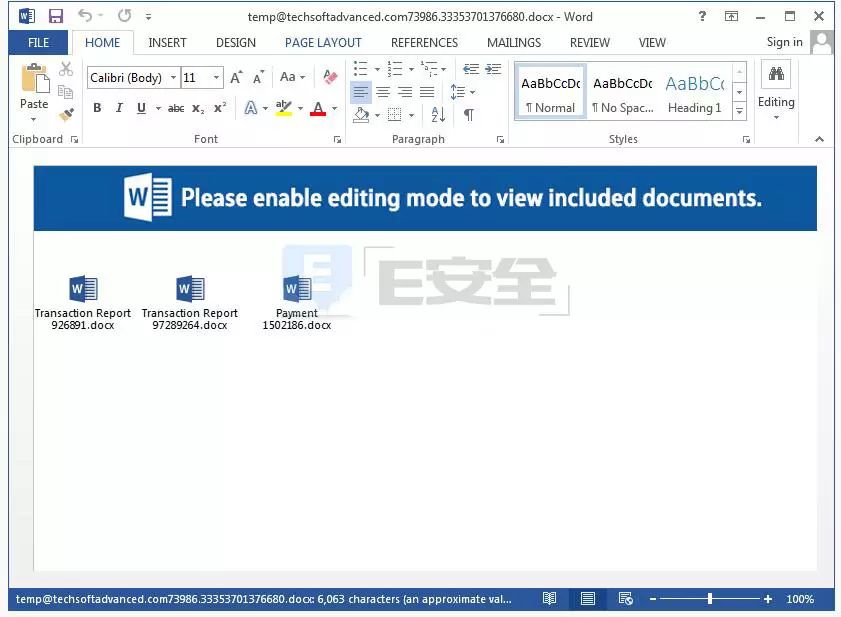 temp@techsoftadvanced.com73986.33353701376680.docx - Word
FILE HOME INSERT DESIGN PAGE LAYOUT REFERENCES MAILINGS REVIEW VIEW Sign in
Calibri (Body) 11 Aa
Paste
B I U abc X₂ X² A A
AaBbCcDc AaBbCcDc AaBbCc
¶ Normal ¶ No Spac... Heading 1
Editing
Clipboard Font Paragraph Styles
Please enable editing mode to view included documents.
E安全
Transaction Report
926891.docx
Transaction Report
97289264.docx
Payment
1502186.docx
temp@techsoftadvanced.com73986.33353701376680.docx: 6,063 characters (an approximate val... 100%